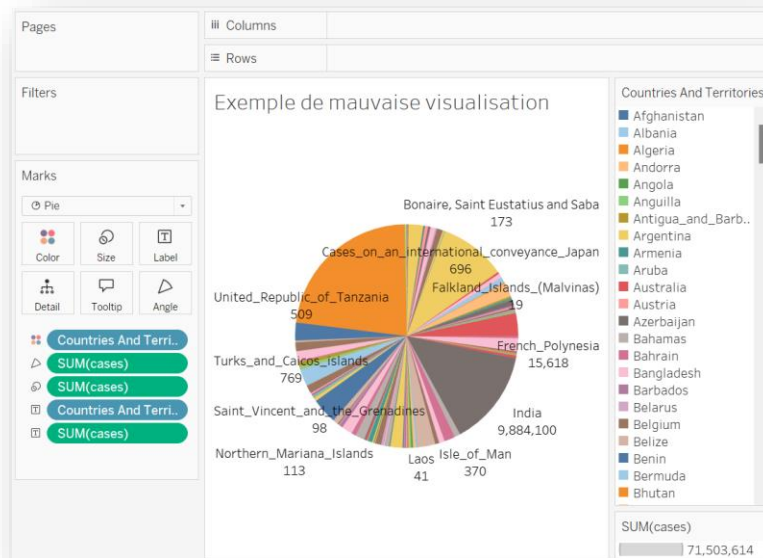 Pages
Columns
Rows
Filters
Marks
Pie
Color
Size
Label
Detail
Tooltip
Angle
Countries And Terri..
SUM(cases)
SUM(cases)
Countries And Terri..
SUM(cases)
Exemple de mauvaise visualisation
Bonaire, Saint Eustatius and Saba
173
Cases_on_an_international_conveyance_Japan
696
Falkland_Islands_(Malvinas)
19
United_Republic_of_Tanzania
509
French_Polynesia
15,618
Turks_and_Caicos_islands
769
Saint_Vincent_and_the_Grenadines
98
India
9,884,100
Northern_Mariana_Islands
113
Laos
41
Isle_of_Man
370
Countries And Territories
Afghanistan
Albania
Algeria
Andorra
Angola
Anguilla
Antigua_and_Barb..
Argentina
Armenia
Aruba
Australia
Austria
Azerbaijan
Bahamas
Bahrain
Bangladesh
Barbados
Belarus
Belgium
Belize
Benin
Bermuda
Bhutan
SUM(cases)
71,503,614